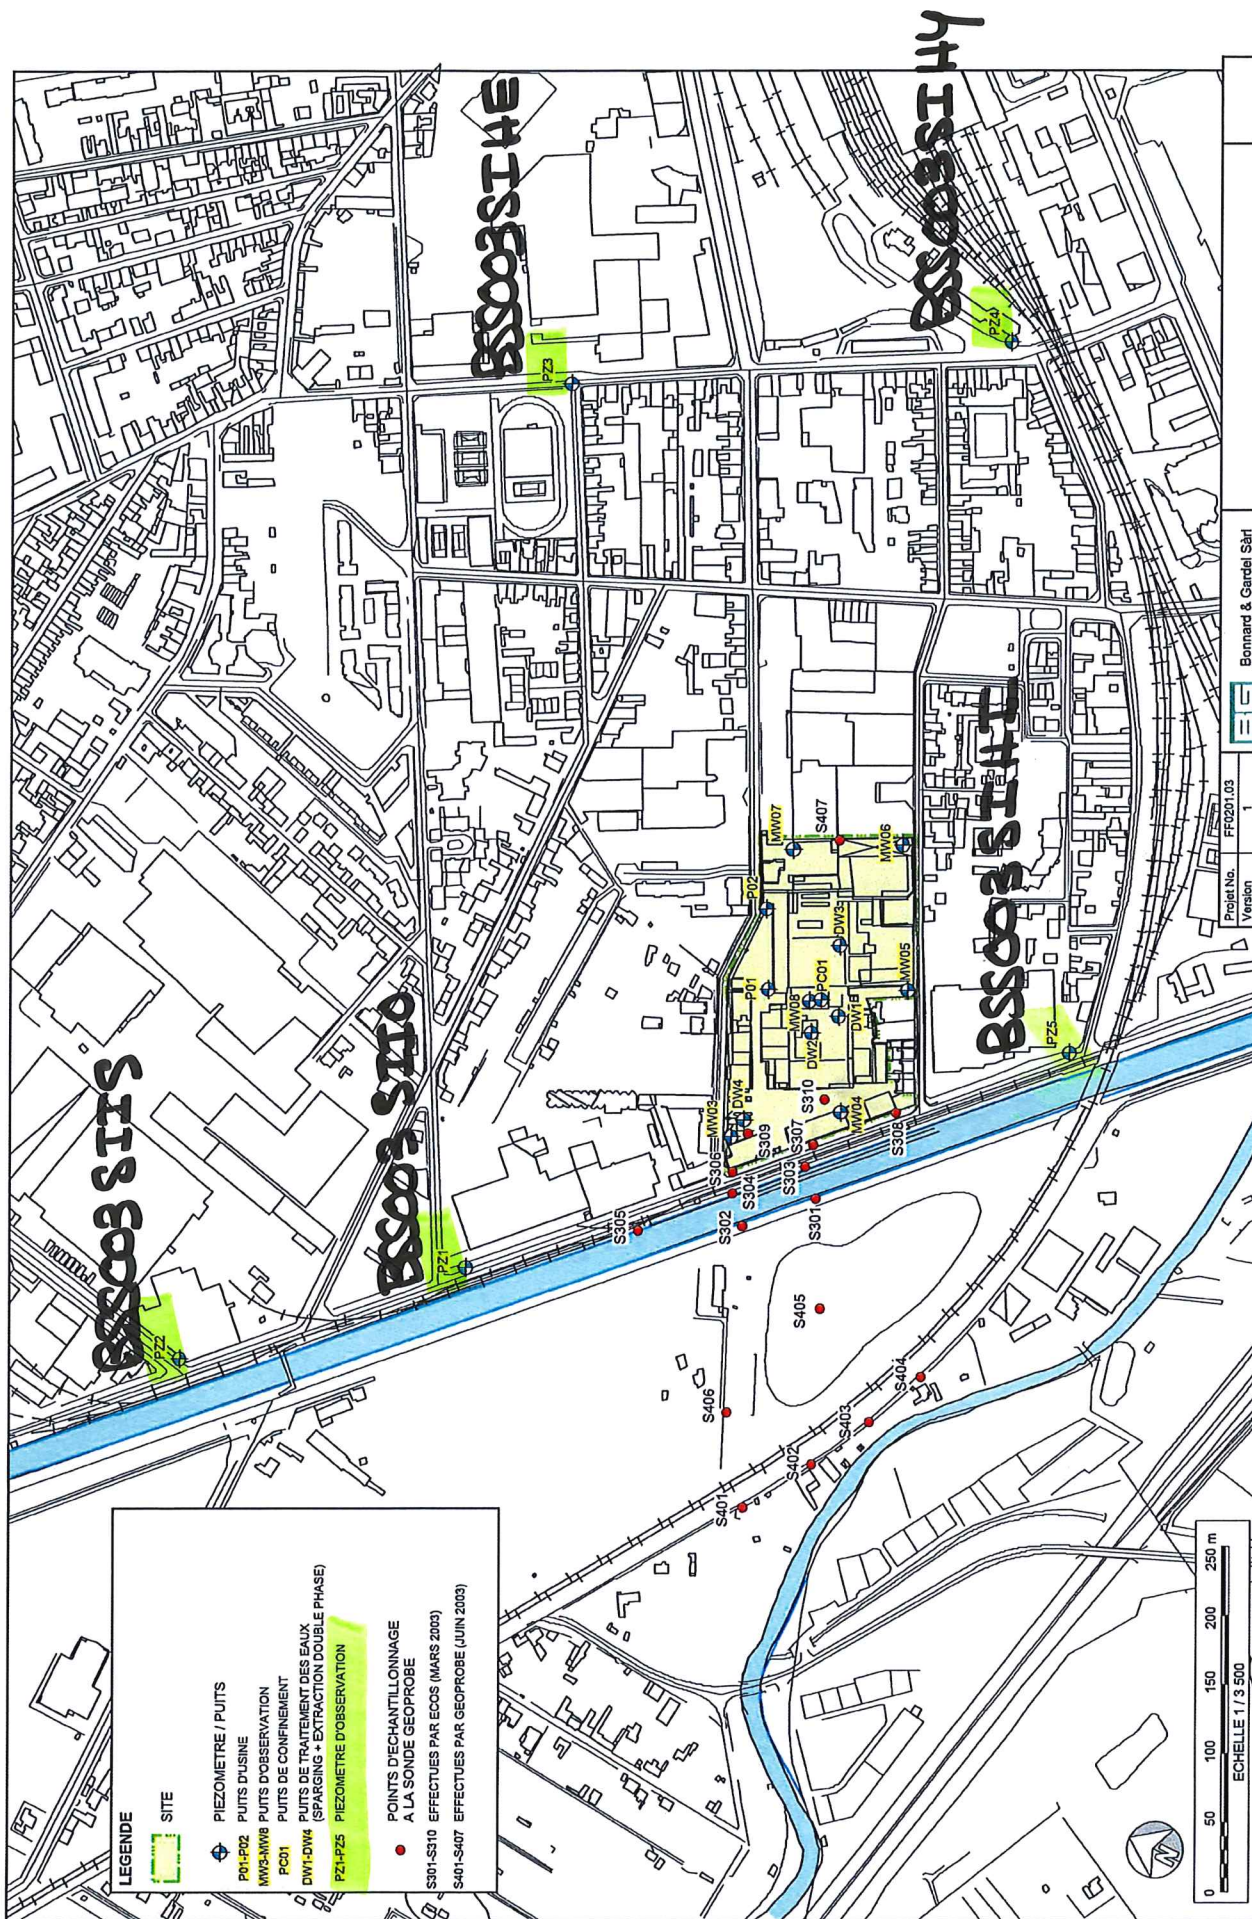 BSS003SIIS
BSS003SIIO
BSS003SIHE
BSS003SIHY
BSS003SIHI
PZ2
PZ1
PZ3
PZ4
PZ5
LEGENDE
SITE
PIEZOMETRE / PUITS
P01-P02 PUITS D'USINE
MW3-MW8 PUITS D'OBSERVATION
PC01 PUITS DE CONFINEMENT
DW1-DW4 PUITS DE TRAITEMENT DES EAUX
(SPARGING + EXTRACTION DOUBLE PHASE)
PZ1-PZ5 PIEZOMETRE D'OBSERVATION
POINTS D'ECHANTILLONNAGE
A LA SONDE GEOPROBE
S301-S310 EFFECTUES PAR ECOS (MARS 2003)
S401-S407 EFFECTUES PAR GEOPROBE (JUIN 2003)
S305
S302
S306
S304
MW03
DW4
S309
S303
S307
S310
S301
MW04
S308
P01
P02
MW07
S407
MW06
DW3
MW08
PC01
DW2
DW1
MW05
S405
S406
S404
S403
S402
S401
N
0 50 100 150 200 250 m
ECHELLE 1 / 3 500
Projet No. FF0201.03
Version 1
Bonnard & Gardel Sàrl